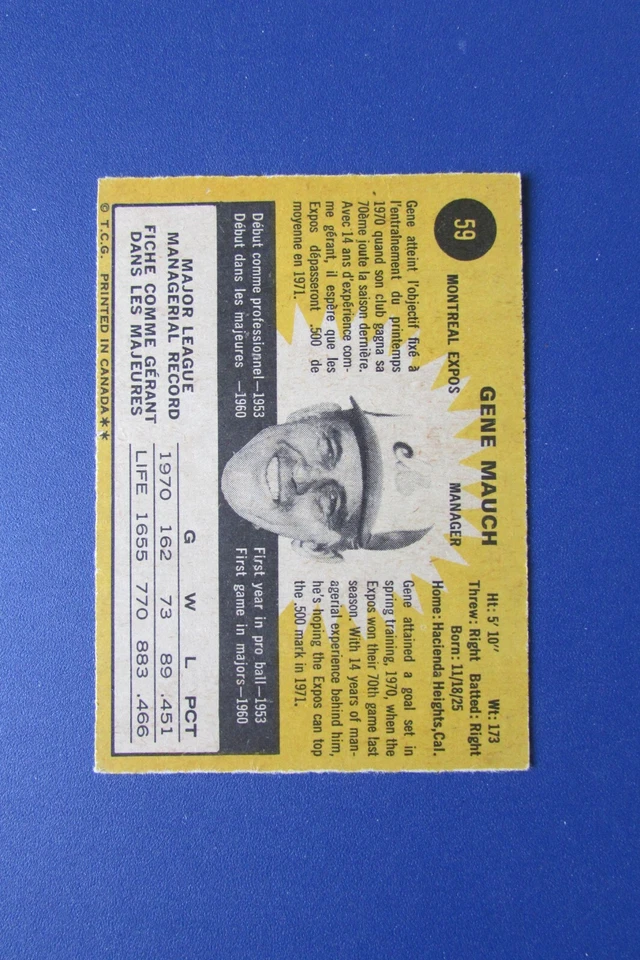 59
GENE MAUCH
MONTREAL EXPOS
MANAGER
Ht: 5' 10" Wt: 173
Threw: Right Batted: Right
Born: 11/18/25
Home: Hacienda Heights, Cal.
Gene atteint l'objectif fixé à
l'entraînement du printemps
1970 quand son club gagna sa
70ème joute la saison dernière.
Avec 14 ans d'expérience com-
me gérant, il espère que les
Expos dépasseront .500 de
moyenne en 1971.
Gene attained a goal set in
spring training, 1970, when the
Expos won their 70th game last
season. With 14 years of man-
agerial experience behind him,
he's hoping the Expos can top
the .500 mark in 1971.
Début comme professionnel—1953
Début dans les majeures —1960
First year in pro ball—1953
First game in majors—1960
MAJOR LEAGUE
MANAGERIAL RECORD
FICHE COMME GÉRANT
DANS LES MAJEURES
G W L PCT
1970 162 73 89 .451
LIFE 1655 770 883 .466
© T.C.G. PRINTED IN CANADA**